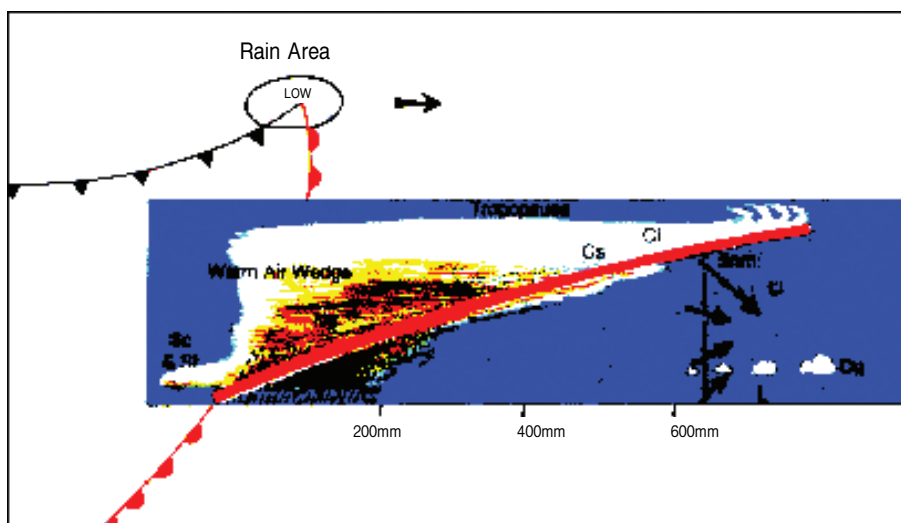 Rain Area
LOW
Tropopause
Ci
Cs
Warm Air Wedge
Sc
& St
Cu
200mm
400mm
600mm